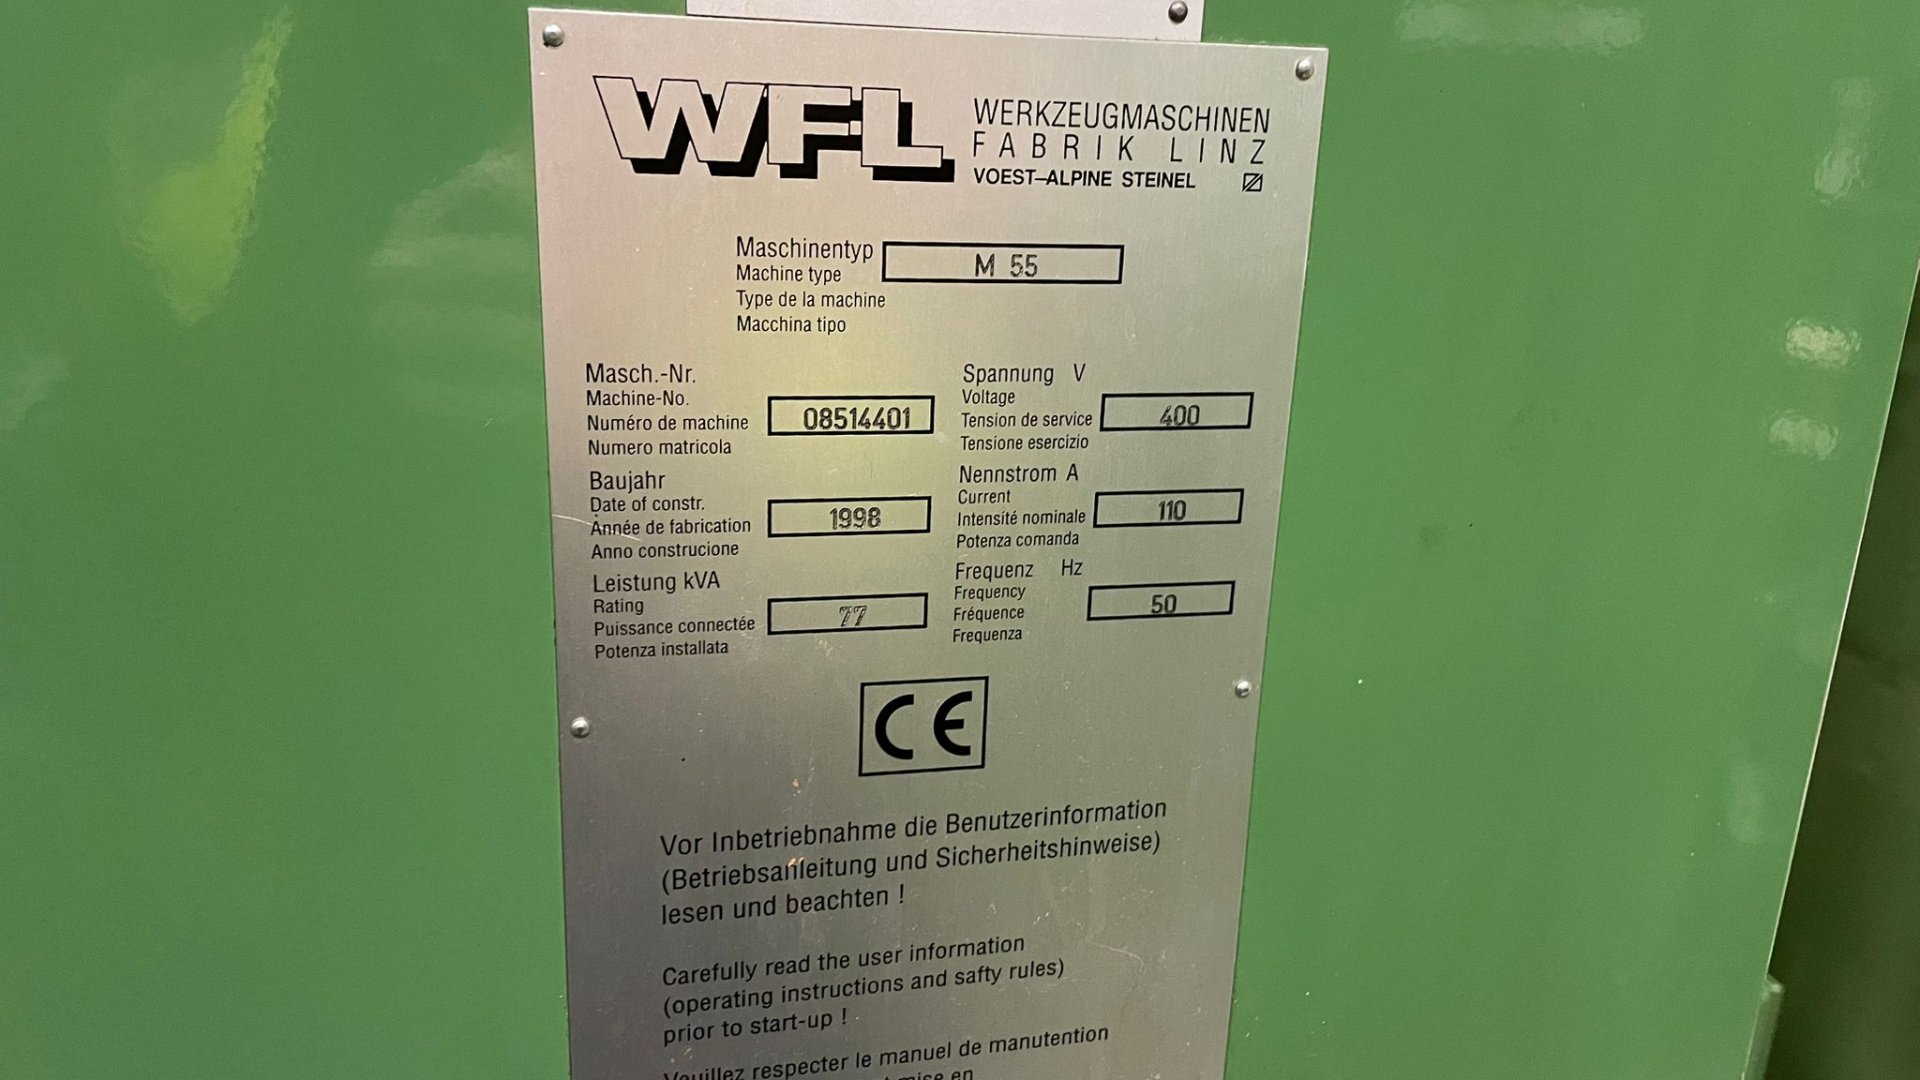 WFL
WERKZEUGMASCHINEN
FABRIK LINZ
VOEST–ALPINE STEINEL
Maschinentyp
Machine type
Type de la machine
Macchina tipo
M 55
Masch.-Nr.
Machine-No.
Numéro de machine
Numero matricola
08514401
Spannung V
Voltage
Tension de service
Tensione esercizio
400
Baujahr
Date of constr.
Année de fabrication
Anno construcione
1998
Nennstrom A
Current
Intensité nominale
Potenza comanda
110
Leistung kVA
Rating
Puissance connectée
Potenza installata
77
Frequenz Hz
Frequency
Fréquence
Frequenza
50
CE
Vor Inbetriebnahme die Benutzerinformation
(Betriebsanleitung und Sicherheitshinweise)
lesen und beachten !
Carefully read the user information
(operating instructions and safty rules)
prior to start-up !
Veuillez respecter le manuel de manutention
mise en